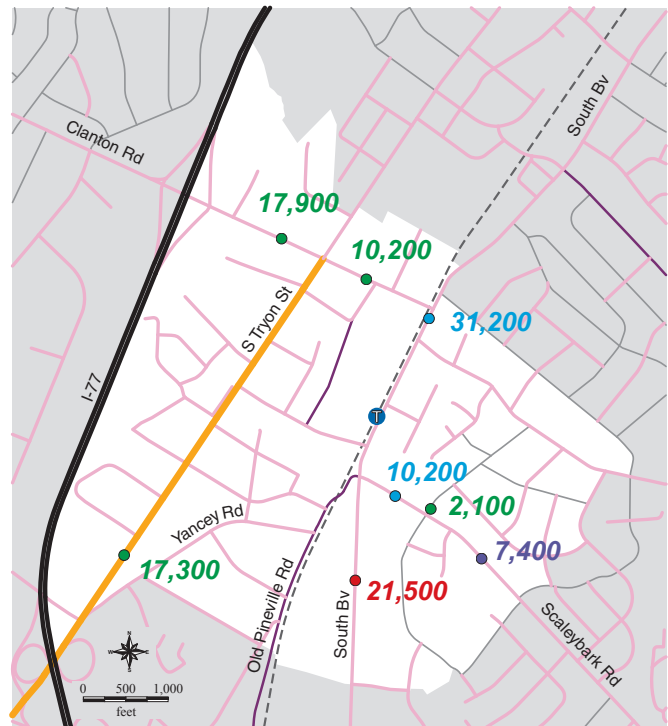 South Bv
Clanton Rd
17,900
10,200
S Tryon St
31,200
I-77
T
10,200
2,100
Yancey Rd
7,400
17,300
21,500
Old Pineville Rd
South Bv
Scaleybark Rd
N
W E
S
0 500 1,000
feet